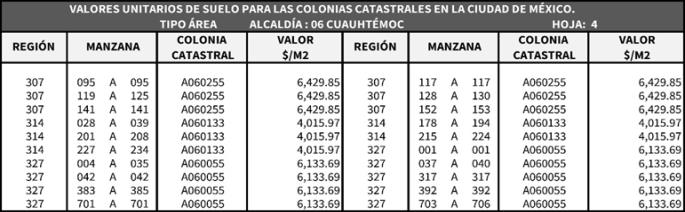 VALORES UNITARIOS DE SUELO PARA LAS COLONIAS CATASTRALES EN LA CIUDAD DE MÉXICO.
TIPO ÁREA ALCALDÍA : 06 CUAUHTÉMOC HOJA: 4
REGIÓN MANZANA COLONIA CATASTRAL VALOR $/M2 REGIÓN MANZANA COLONIA CATASTRAL VALOR $/M2
307 095 A 095 A060255 6,429.85 307 117 A 117 A060255 6,429.85
307 119 A 125 A060255 6,429.85 307 128 A 130 A060255 6,429.85
307 141 A 141 A060255 6,429.85 307 152 A 153 A060255 6,429.85
314 028 A 039 A060133 4,015.97 314 178 A 194 A060133 4,015.97
314 201 A 208 A060133 4,015.97 314 215 A 224 A060133 4,015.97
314 227 A 234 A060133 4,015.97 327 001 A 001 A060055 6,133.69
327 004 A 035 A060055 6,133.69 327 037 A 040 A060055 6,133.69
327 042 A 042 A060055 6,133.69 327 317 A 317 A060055 6,133.69
327 383 A 385 A060055 6,133.69 327 392 A 392 A060055 6,133.69
327 701 A 701 A060055 6,133.69 327 703 A 706 A060055 6,133.69